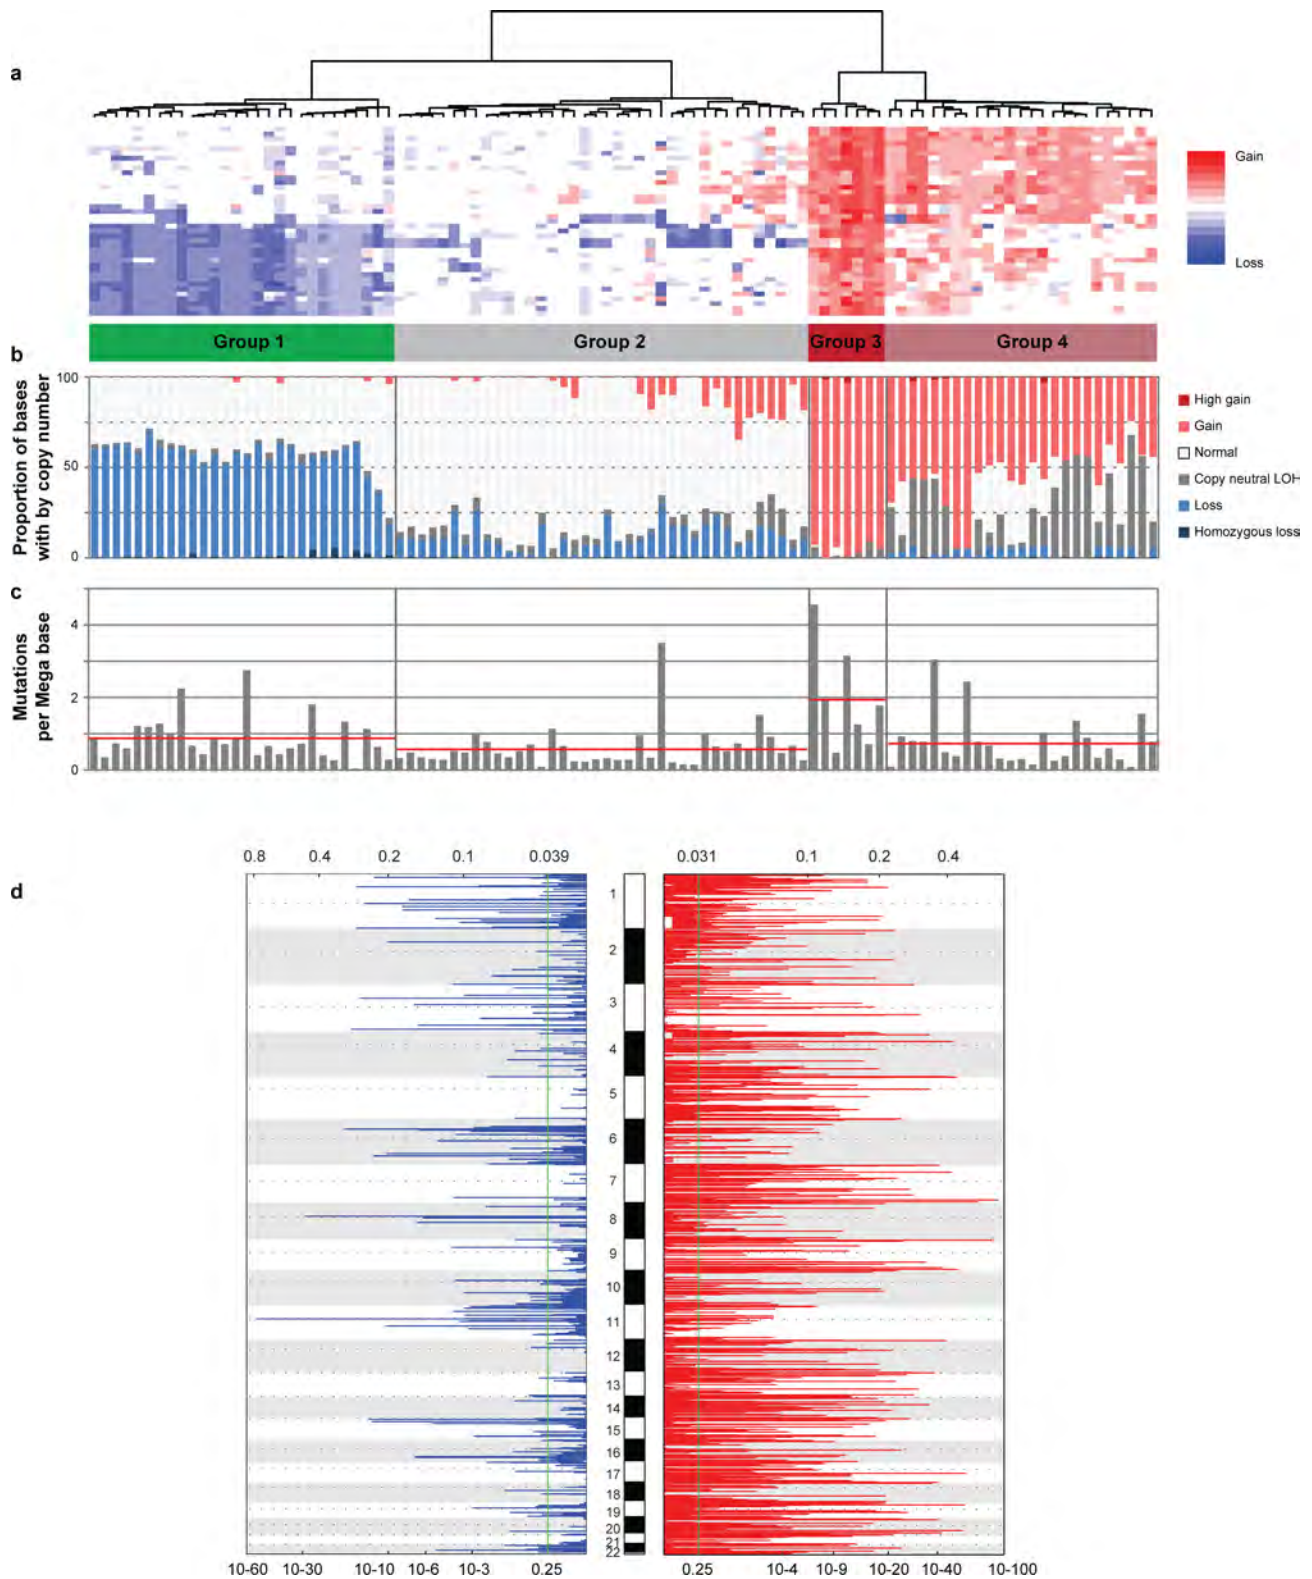 a
Gain
Loss
Group 1 Group 2 Group 3 Group 4
b
Proportion of bases
with by copy number
100
50
0
High gain
Gain
Normal
Copy neutral LOH
Loss
Homozygous loss
c
Mutations
per Mega base
4
2
0
d
0.8 0.4 0.2 0.1 0.039 0.031 0.1 0.2 0.4
1
2
3
4
5
6
7
8
9
10
11
12
13
14
15
16
17
18
19
20
21
22
10-60 10-30 10-10 10-6 10-3 0.25 0.25 10-4 10-9 10-20 10-40 10-100